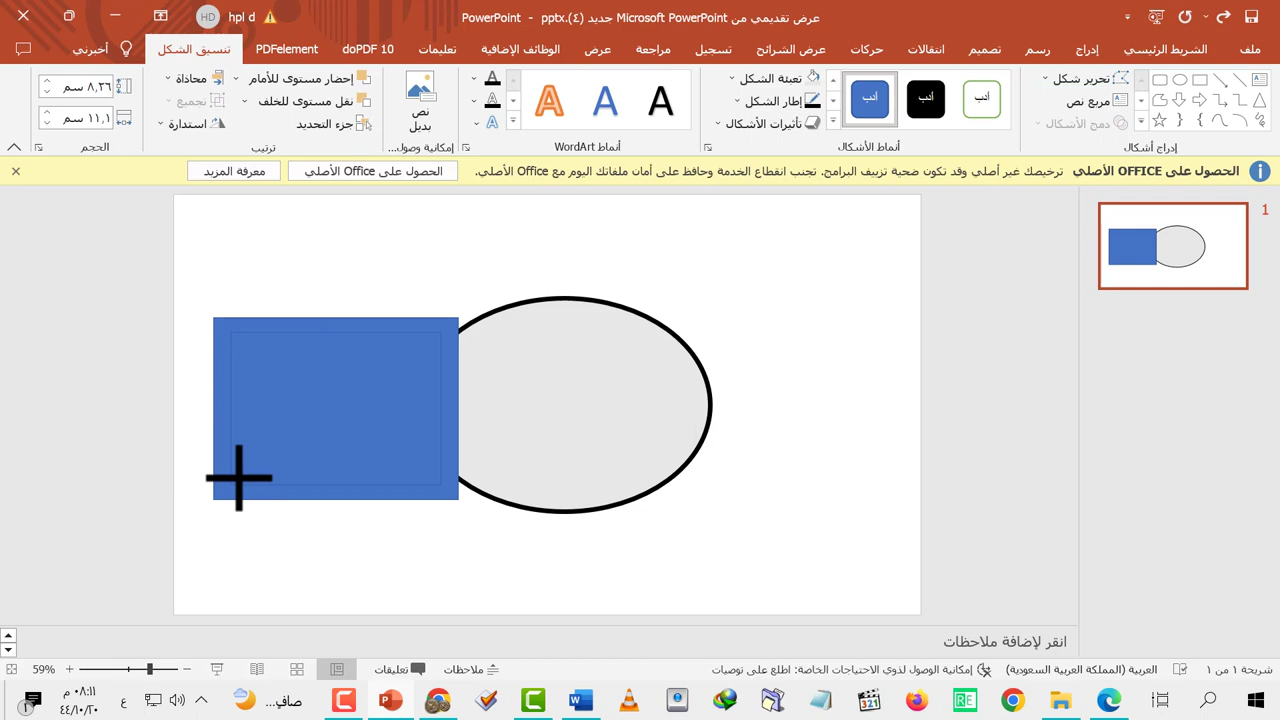 عرض تقديمي من Microsoft PowerPoint جديد (٤).pptx - PowerPoint
hpl d
HD
ملف
الشريط الرئيسي
إدراج
رسم
تصميم
انتقالات
حركات
عرض الشرائح
تسجيل
مراجعة
عرض
الوظائف الإضافية
تعليمات
doPDF 10
PDFelement
تنسيق الشكل
أخبرني
تحرير شكل
مربع نص
دمج الأشكال
إدراج أشكال
أنب
أنب
أنب
أنماط الأشكال
تعبئة الشكل
إطار الشكل
تأثيرات الأشكال
A
A
A
أنماط WordArt
نص
بديل
إمكانية وصول...
إحضار مستوى للأمام
نقل مستوى للخلف
جزء التحديد
محاذاة
تجميع
استدارة
ترتيب
٨,٢٦ سم
١١,١ سم
الحجم
الحصول على OFFICE الأصلي
ترخيصك غير أصلي وقد تكون ضحية تزييف البرامج. تجنب انقطاع الخدمة وحافظ على أمان ملفاتك اليوم مع Office الأصلي.
الحصول على Office الأصلي
معرفة المزيد
1
انقر لإضافة ملاحظات
شريحة ١ من ١
العربية (المملكة العربية السعودية)
إمكانية الوصول لذوي الاحتياجات الخاصة: اطلع على توصيات
ملاحظات
تعليقات
59%
صافٍ...
ع
٠٨:١١ م
٤٤/١٠/٢٠